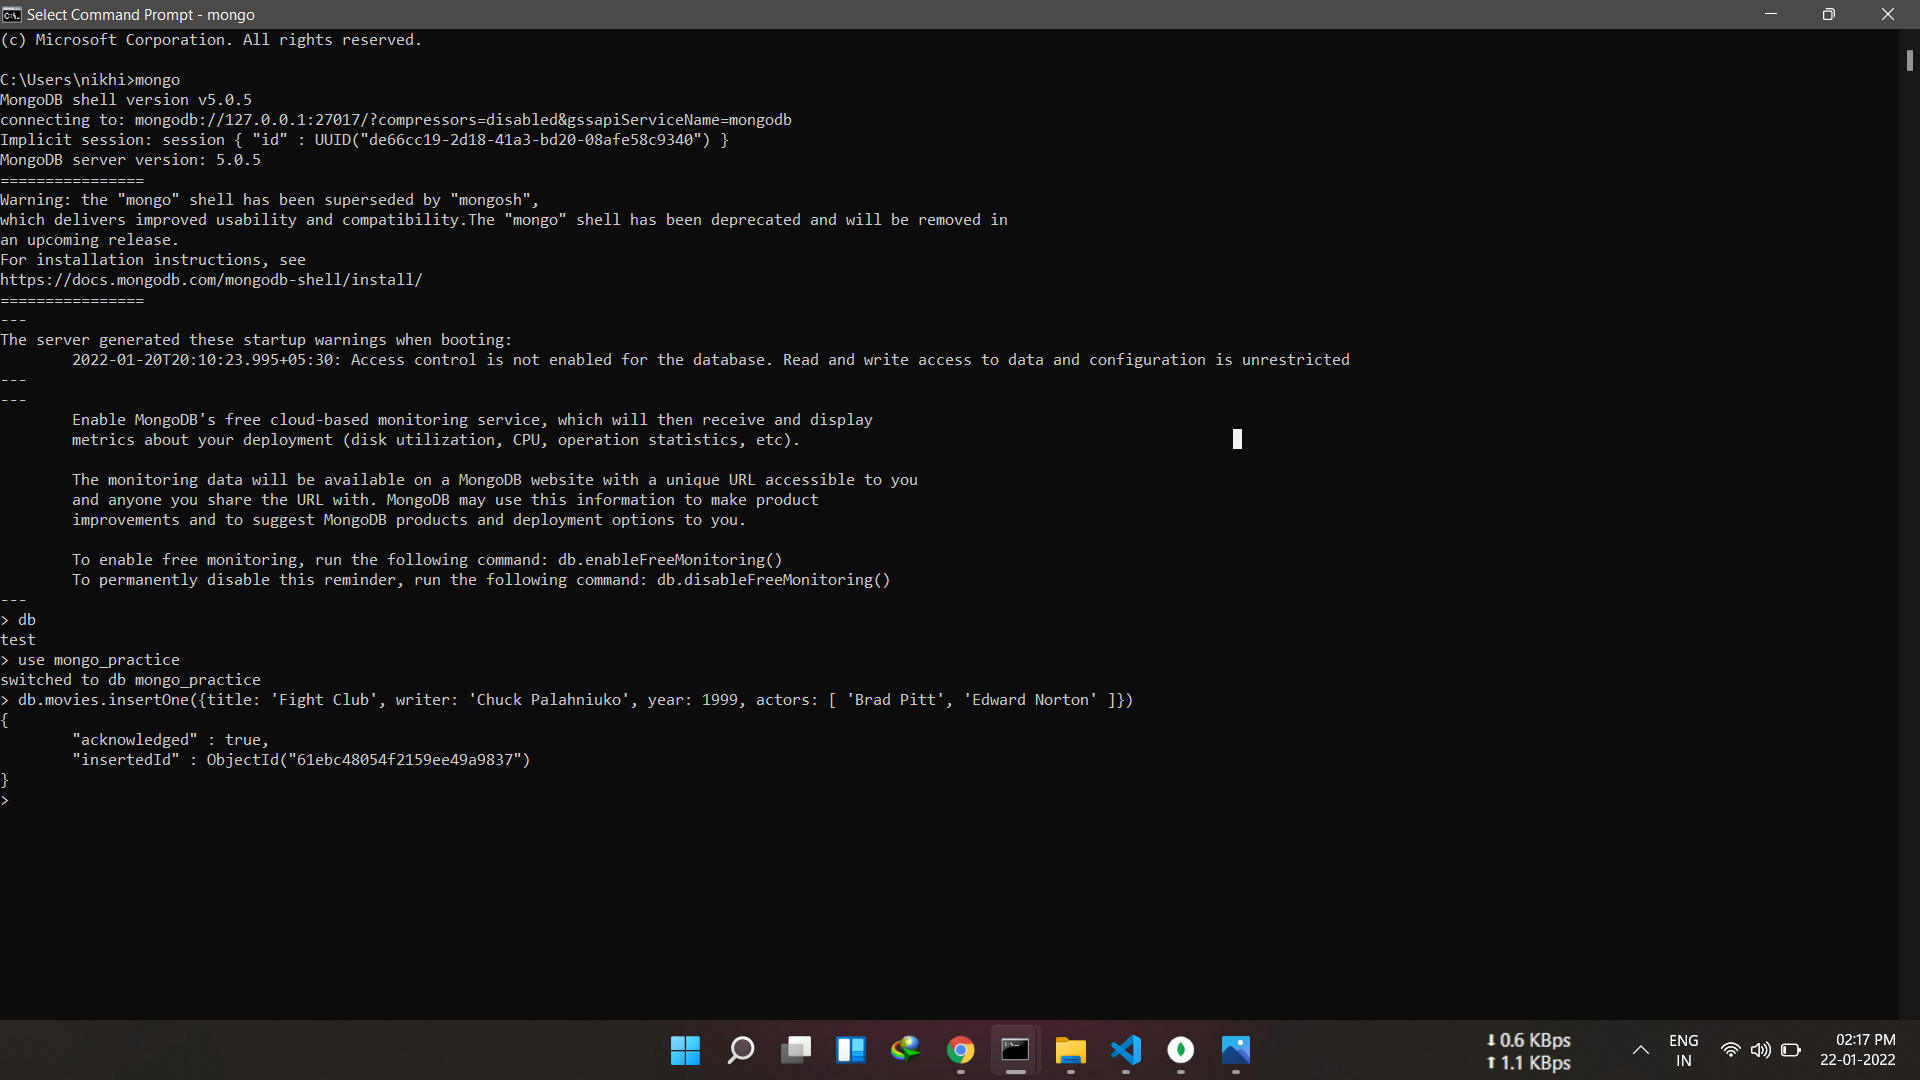 Select Command Prompt - mongo
(c) Microsoft Corporation. All rights reserved.
C:\Users\nikhi>mongo
MongoDB shell version v5.0.5
connecting to: mongodb://127.0.0.1:27017/?compressors=disabled&gssapiServiceName=mongodb
Implicit session: session { "id" : UUID("de66cc19-2d18-41a3-bd20-08afe58c9340") }
MongoDB server version: 5.0.5
================
Warning: the "mongo" shell has been superseded by "mongosh",
which delivers improved usability and compatibility.The "mongo" shell has been deprecated and will be removed in
an upcoming release.
For installation instructions, see
https://docs.mongodb.com/mongodb-shell/install/
================
---
The server generated these startup warnings when booting:
        2022-01-20T20:10:23.995+05:30: Access control is not enabled for the database. Read and write access to data and configuration is unrestricted
---
---
        Enable MongoDB's free cloud-based monitoring service, which will then receive and display
        metrics about your deployment (disk utilization, CPU, operation statistics, etc).
        The monitoring data will be available on a MongoDB website with a unique URL accessible to you
        and anyone you share the URL with. MongoDB may use this information to make product
        improvements and to suggest MongoDB products and deployment options to you.
        To enable free monitoring, run the following command: db.enableFreeMonitoring()
        To permanently disable this reminder, run the following command: db.disableFreeMonitoring()
---
> db
test
> use mongo_practice
switched to db mongo_practice
> db.movies.insertOne({title: 'Fight Club', writer: 'Chuck Palahniuko', year: 1999, actors: [ 'Brad Pitt', 'Edward Norton' ]})
{
        "acknowledged" : true,
        "insertedId" : ObjectId("61ebc48054f2159ee49a9837")
}
>
0.6 KBps
1.1 KBps
ENG
IN
02:17 PM
22-01-2022